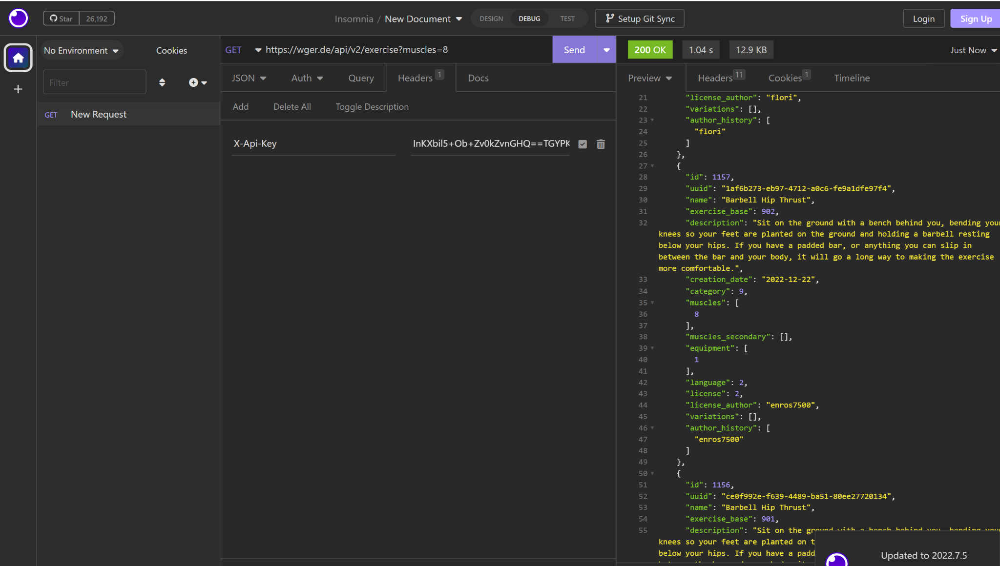 Star 26,192
Insomnia / New Document
DESIGN DEBUG TEST
Setup Git Sync
Login
Sign Up
No Environment
Cookies
Filter
GET New Request
GET https://wger.de/api/v2/exercise?muscles=8
Send
JSON Auth Query Headers 1 Docs
Add Delete All Toggle Description
X-Api-Key InKXbil5+Ob+Zv0kZvnGHQ==TGYPK
200 OK 1.04 s 12.9 KB Just Now
Preview Headers 11 Cookies 1 Timeline
21 "license_author": "flori",
22 "variations": [],
23 "author_history": [
24 "flori"
25 ]
26 },
27 {
28 "id": 1157,
29 "uuid": "1af6b273-eb97-4712-a0c6-fe9a1dfe97f4",
30 "name": "Barbell Hip Thrust",
31 "exercise_base": 902,
32 "description": "Sit on the ground with a bench behind you, bending your
knees so your feet are planted on the ground and holding a barbell resting
below your hips. If you have a padded bar, or anything you can slip in
between the bar and your body, it will go a long way to making the exercise
more comfortable.",
33 "creation_date": "2022-12-22",
34 "category": 9,
35 "muscles": [
36 8
37 ],
38 "muscles_secondary": [],
39 "equipment": [
40 1
41 ],
42 "language": 2,
43 "license": 2,
44 "license_author": "enros7500",
45 "variations": [],
46 "author_history": [
47 "enros7500"
48 ]
49 },
50 {
51 "id": 1156,
52 "uuid": "ce0f992e-f639-4489-ba51-80ee27720134",
53 "name": "Barbell Hip Thrust",
54 "exercise_base": 901,
55 "description": "Sit on the ground with a bench behind you, bending your
knees so your feet are planted on t
below your hips. If you have a padd
Updated to 2022.7.5